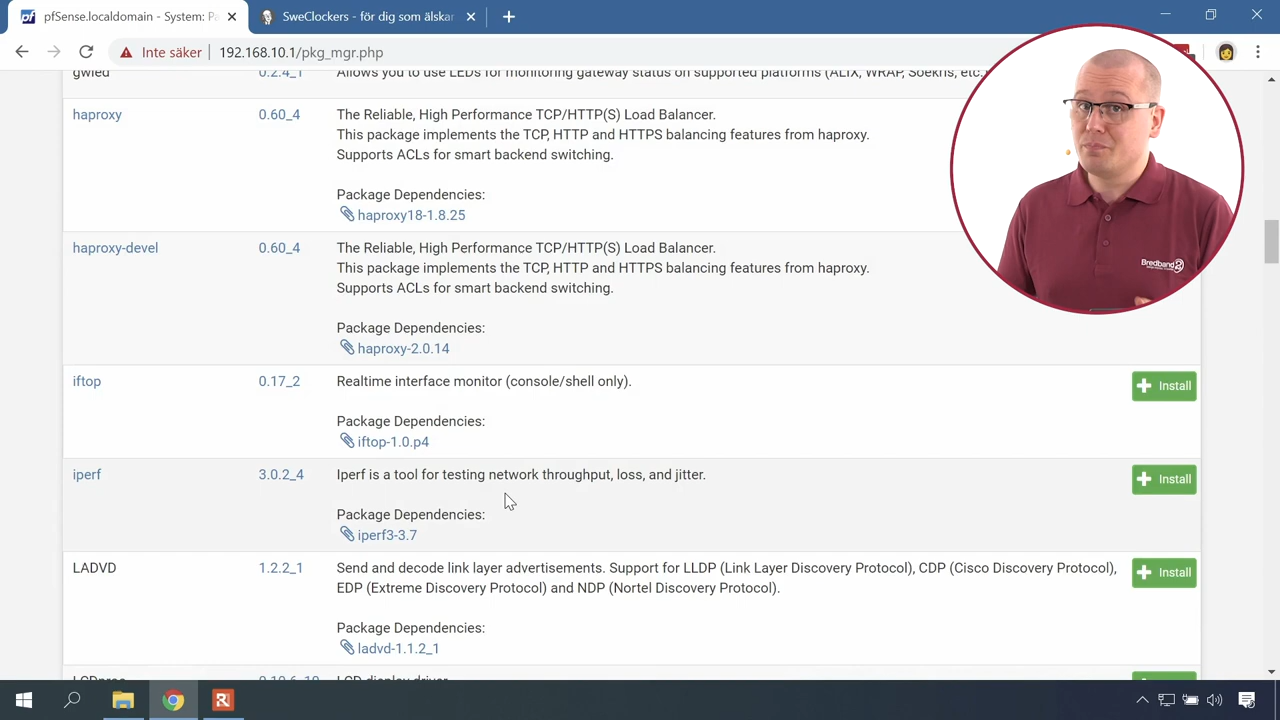 pfSense.localdomain - System: Pa
SweClockers - för dig som älskar
Inte säker
192.168.10.1/pkg_mgr.php
gwled
0.2.4_1
Allows you to use LEDs for monitoring gateway status on supported platforms (ALIX, WRAP, Soekris, etc.)
haproxy
0.60_4
The Reliable, High Performance TCP/HTTP(S) Load Balancer.
This package implements the TCP, HTTP and HTTPS balancing features from haproxy.
Supports ACLs for smart backend switching.
Package Dependencies:
haproxy18-1.8.25
haproxy-devel
0.60_4
The Reliable, High Performance TCP/HTTP(S) Load Balancer.
This package implements the TCP, HTTP and HTTPS balancing features from haproxy.
Supports ACLs for smart backend switching.
Package Dependencies:
haproxy-2.0.14
iftop
0.17_2
Realtime interface monitor (console/shell only).
Install
Package Dependencies:
iftop-1.0.p4
iperf
3.0.2_4
Iperf is a tool for testing network throughput, loss, and jitter.
Install
Package Dependencies:
iperf3-3.7
LADVD
1.2.2_1
Send and decode link layer advertisements. Support for LLDP (Link Layer Discovery Protocol), CDP (Cisco Discovery Protocol),
EDP (Extreme Discovery Protocol) and NDP (Nortel Discovery Protocol).
Install
Package Dependencies:
ladvd-1.1.2_1
LCD display driver
Bredband2